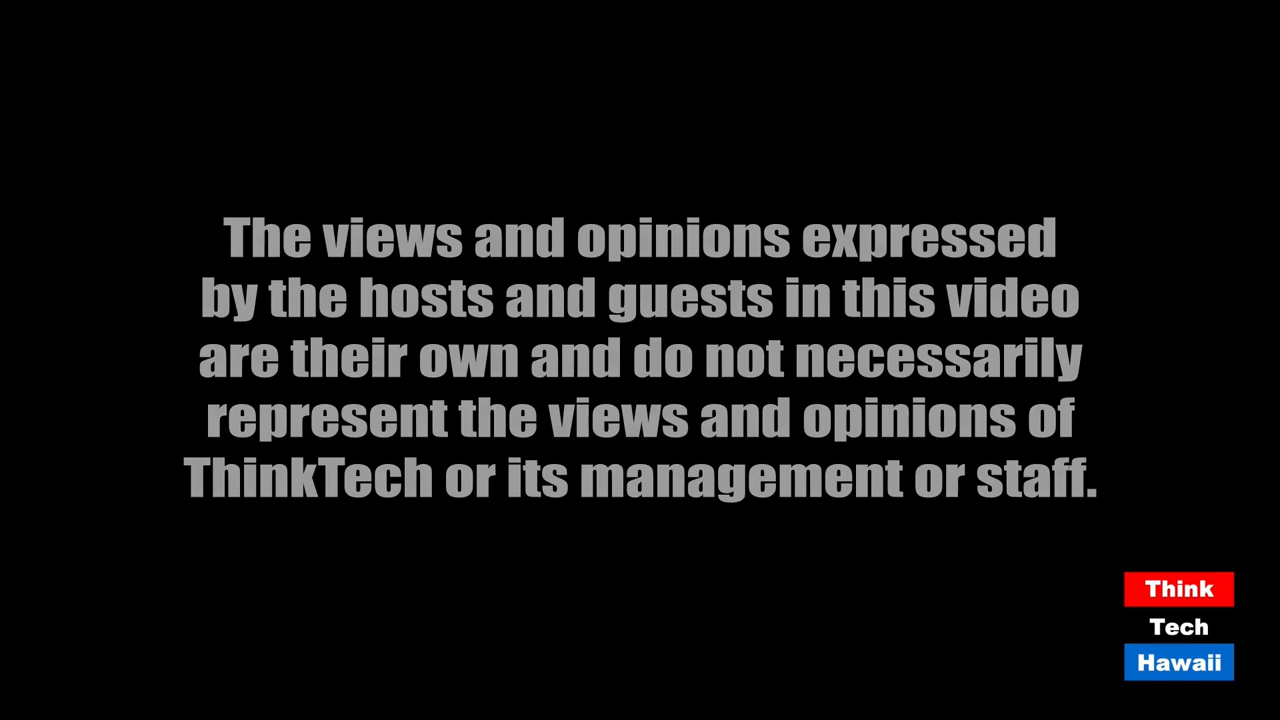 The views and opinions expressed
by the hosts and guests in this video
are their own and do not necessarily
represent the views and opinions of
ThinkTech or its management or staff.
Think
Tech
Hawaii